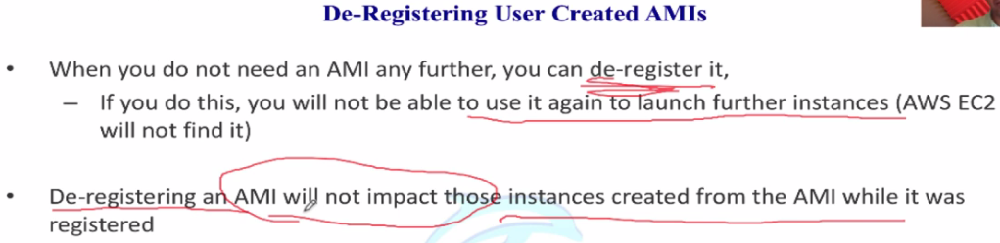 De-Registering User Created AMIs
• When you do not need an AMI any further, you can de-register it,
– If you do this, you will not be able to use it again to launch further instances (AWS EC2
will not find it)
• De-registering an AMI will not impact those instances created from the AMI while it was
registered